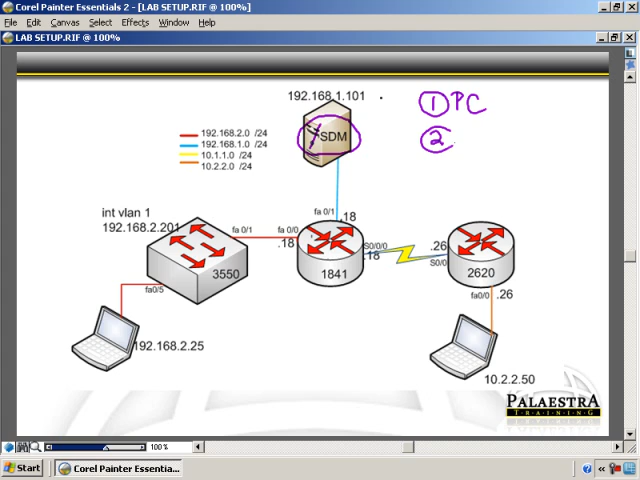 Corel Painter Essentials 2 - [LAB SETUP.RIF @ 100%]
File Edit Canvas Select Effects Window Help
LAB SETUP.RIF @ 100%
192.168.1.101
① PC
②
SDM
192.168.2.0 /24
192.168.1.0 /24
10.1.1.0 /24
10.2.2.0 /24
int vlan 1
192.168.2.201
fa 0/1
.18
fa 0/1
fa 0/0
.18
S0/0/0
.18
.26
S0/0
3550
1841
2620
fa0/5
fa0/0
.26
192.168.2.25
10.2.2.50
PALAESTRA
TRAINING
100%
Start
Corel Painter Essentia...